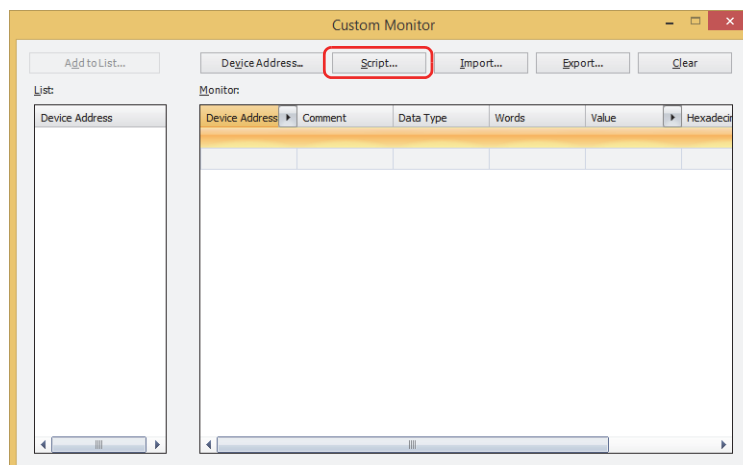 Custom Monitor
Add to List... Device Address... Script... Import... Export... Clear
List: Monitor:
Device Address Device Address Comment Data Type Words Value Hexadecir